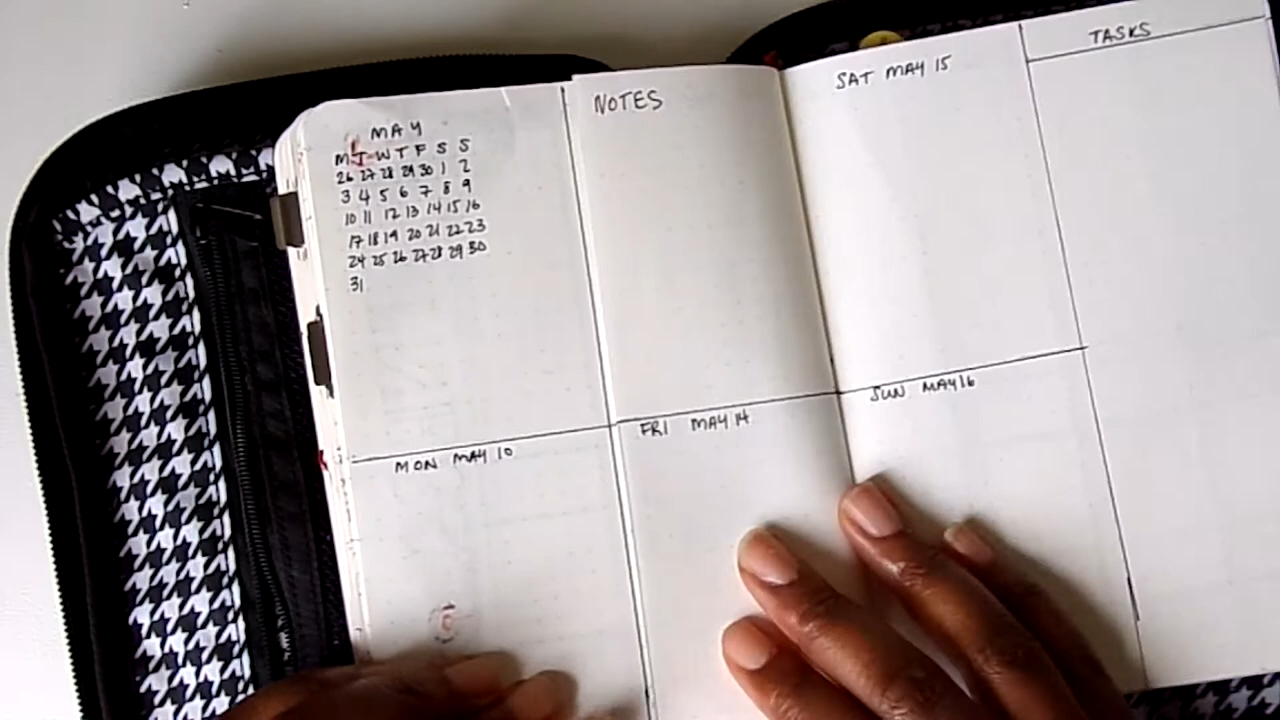 MAY
M T W T F S S
26 27 28 29 30 1 2
3 4 5 6 7 8 9
10 11 12 13 14 15 16
17 18 19 20 21 22 23
24 25 26 27 28 29 30
31
NOTES
MON MAY 10
FRI MAY 14
SAT MAY 15
SUN MAY 16
TASKS